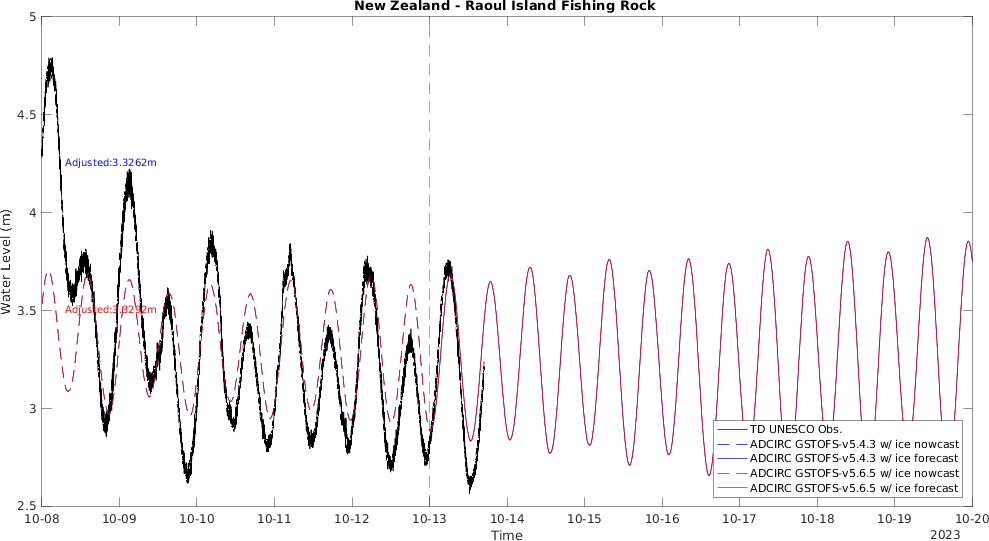 New Zealand - Raoul Island Fishing Rock
5
4.5
4
3.5
3
2.5
Water Level (m)
Adjusted:3.3262m
Adjusted:3.3292m
TD UNESCO Obs.
ADCIRC GSTOFS-v5.4.3 w/ ice nowcast
ADCIRC GSTOFS-v5.4.3 w/ ice forecast
ADCIRC GSTOFS-v5.6.5 w/ ice nowcast
ADCIRC GSTOFS-v5.6.5 w/ ice forecast
10-08 10-09 10-10 10-11 10-12 10-13 10-14 10-15 10-16 10-17 10-18 10-19 10-20
Time
2023